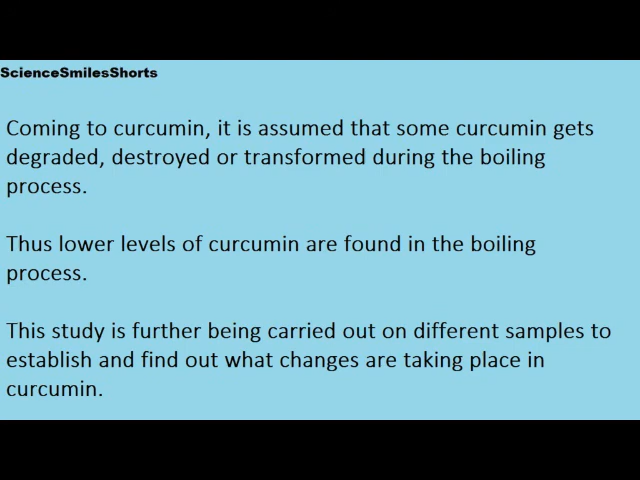 ScienceSmilesShorts
Coming to curcumin, it is assumed that some curcumin gets
degraded, destroyed or transformed during the boiling
process.
Thus lower levels of curcumin are found in the boiling
process.
This study is further being carried out on different samples to
establish and find out what changes are taking place in
curcumin.